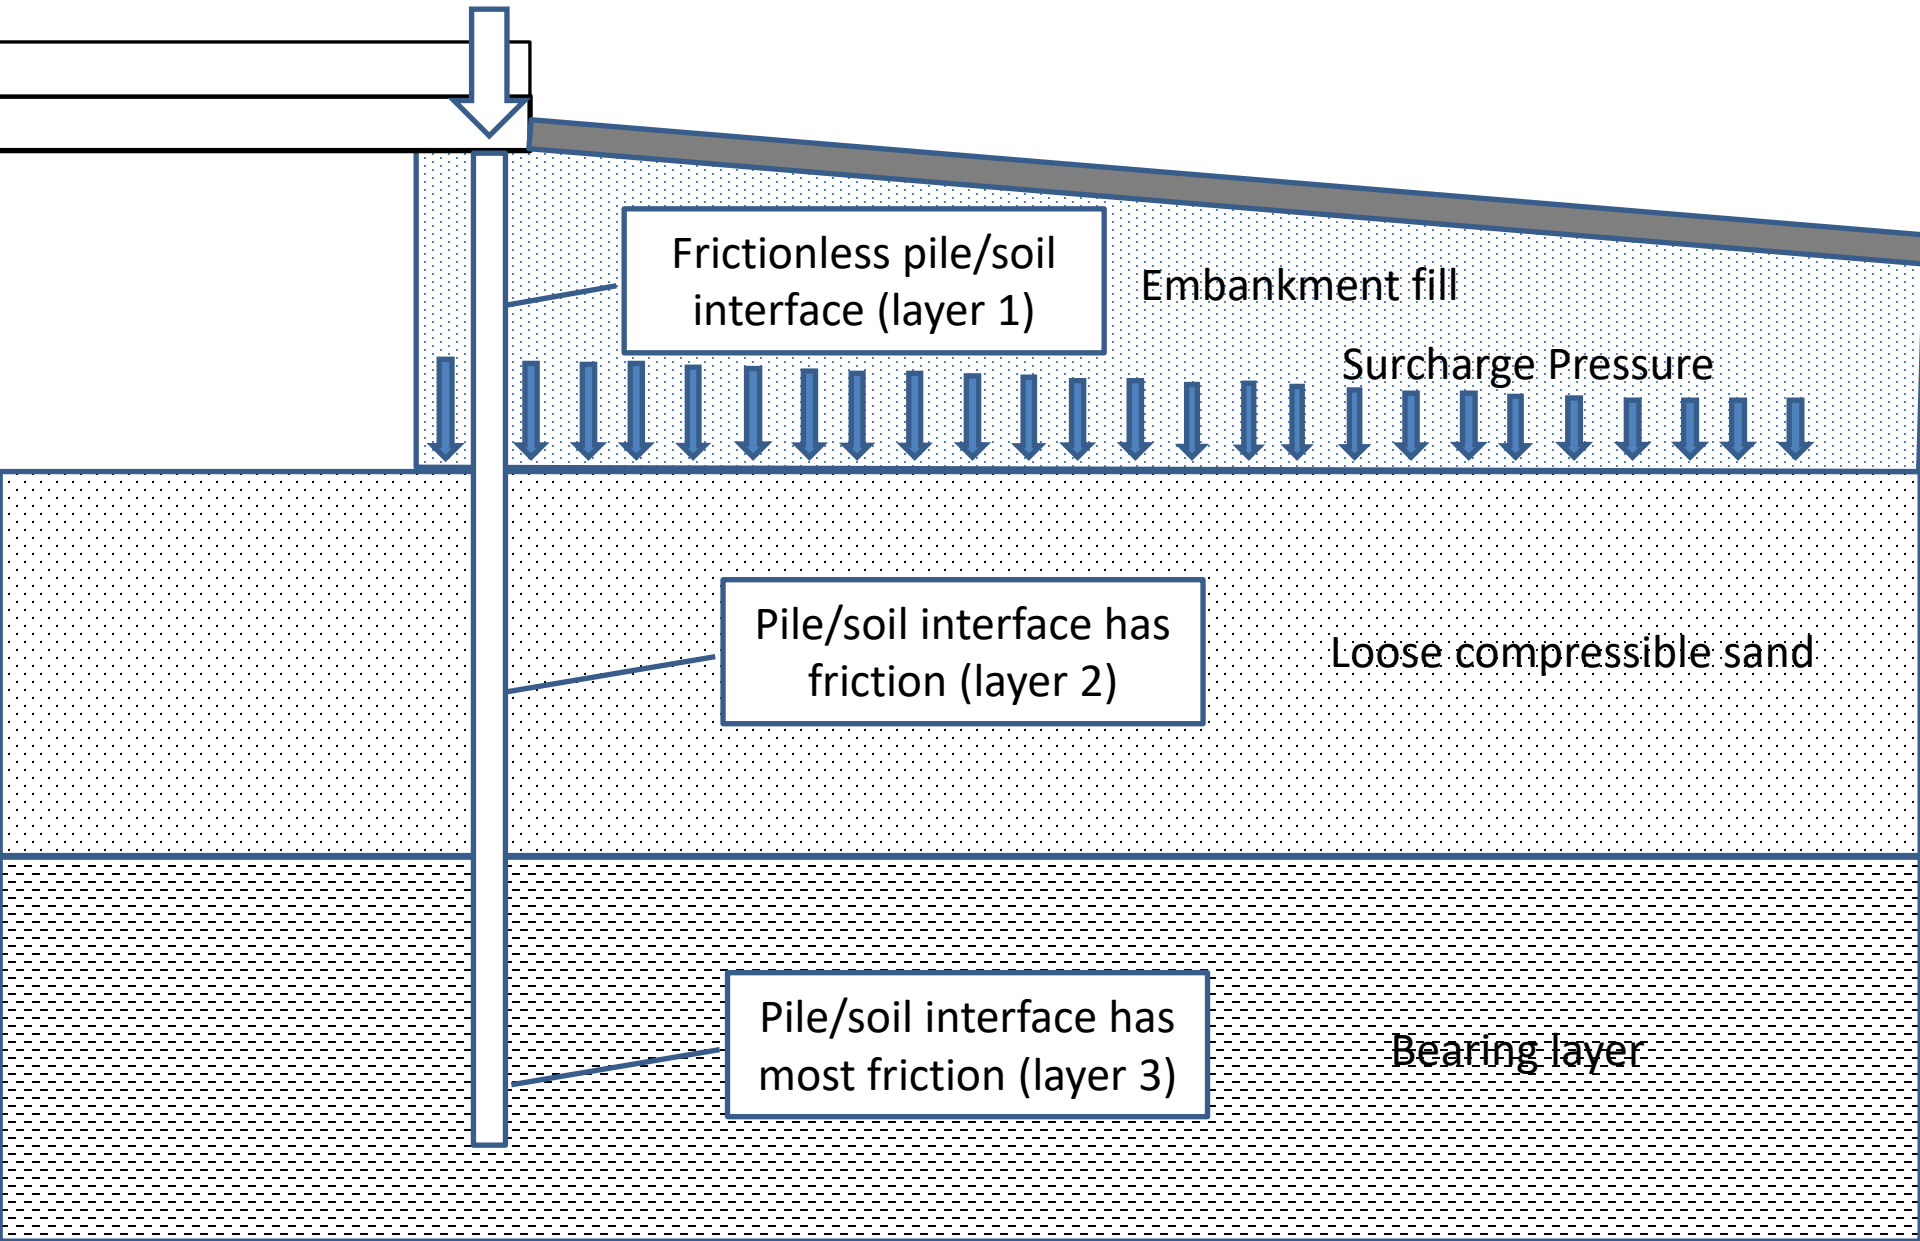 Frictionless pile/soil
interface (layer 1)
Embankment fill
Surcharge Pressure
Pile/soil interface has
friction (layer 2)
Loose compressible sand
Pile/soil interface has
most friction (layer 3)
Bearing layer